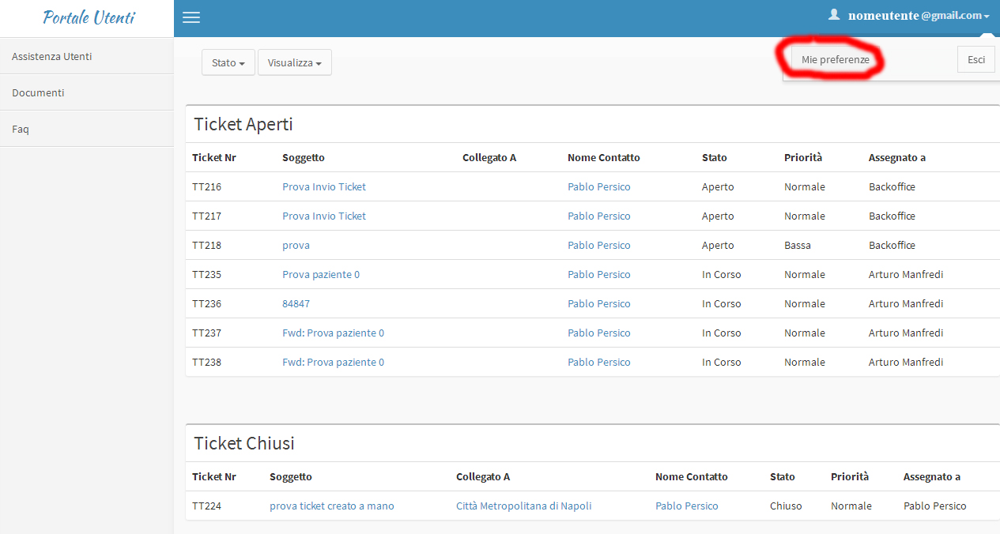 Portale Utenti
nomeutente@gmail.com
Assistenza Utenti
Documenti
Faq
Stato Visualizza
Mie preferenze Esci
Ticket Aperti
Ticket Nr Soggetto Collegato A Nome Contatto Stato Priorità Assegnato a
TT216 Prova Invio Ticket Pablo Persico Aperto Normale Backoffice
TT217 Prova Invio Ticket Pablo Persico Aperto Normale Backoffice
TT218 prova Pablo Persico Aperto Bassa Backoffice
TT235 Prova paziente 0 Pablo Persico In Corso Normale Arturo Manfredi
TT236 84847 Pablo Persico In Corso Normale Arturo Manfredi
TT237 Fwd: Prova paziente 0 Pablo Persico In Corso Normale Arturo Manfredi
TT238 Fwd: Prova paziente 0 Pablo Persico In Corso Normale Arturo Manfredi
Ticket Chiusi
Ticket Nr Soggetto Collegato A Nome Contatto Stato Priorità Assegnato a
TT224 prova ticket creato a mano Città Metropolitana di Napoli Pablo Persico Chiuso Normale Pablo Persico